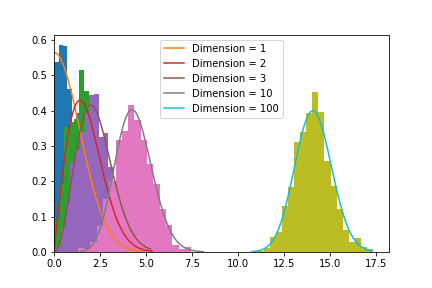 0.6
0.5
0.4
0.3
0.2
0.1
0.0
Dimension = 1
Dimension = 2
Dimension = 3
Dimension = 10
Dimension = 100
0.0 2.5 5.0 7.5 10.0 12.5 15.0 17.5